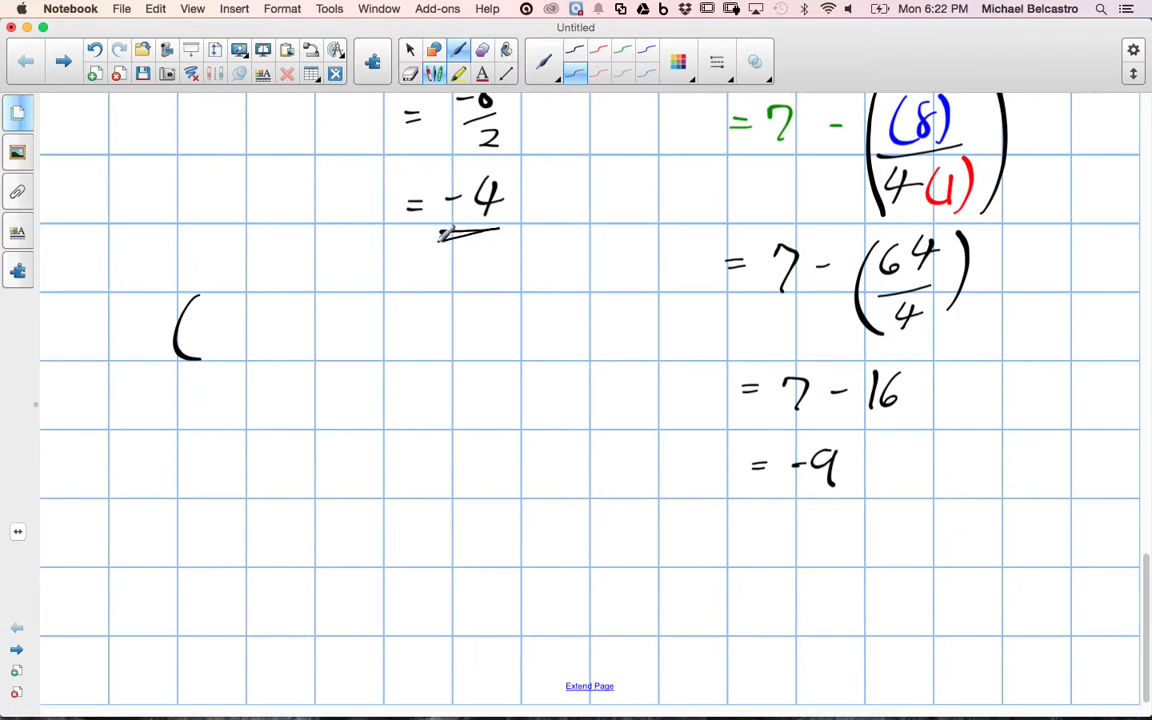 Notebook File Edit View Insert Format Tools Window Add-ons Help Mon 6:22 PM Michael Belcastro
Untitled
= -8/2
= -4
(
= 7 - ((8)/4(1))
= 7 - (64/4)
= 7 - 16
= -9
Extend Page